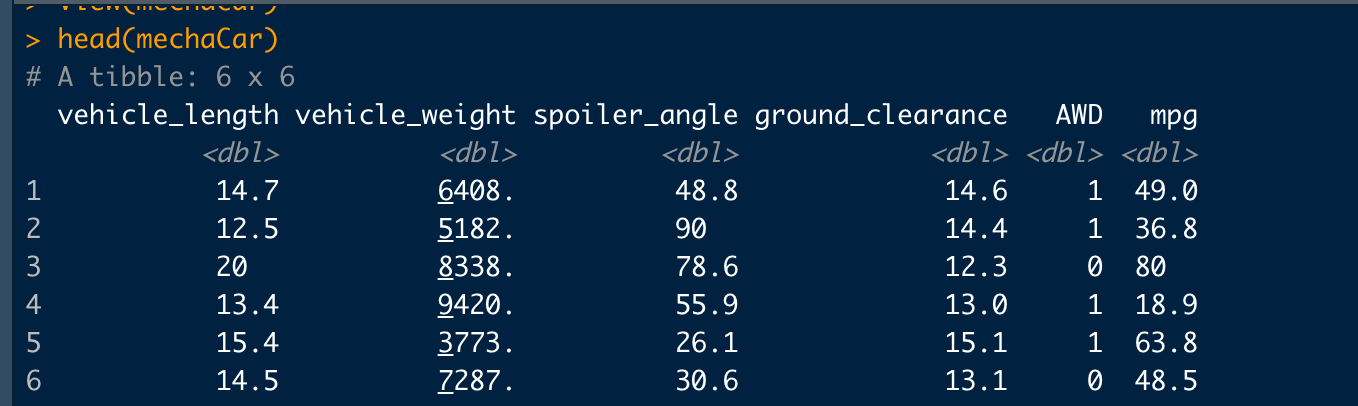 > View(mechaCar)
> head(mechaCar)
# A tibble: 6 x 6
  vehicle_length vehicle_weight spoiler_angle ground_clearance   AWD   mpg
           <dbl>          <dbl>         <dbl>            <dbl> <dbl> <dbl>
1           14.7          6408.          48.8             14.6     1  49.0
2           12.5          5182.          90               14.4     1  36.8
3           20            8338.          78.6             12.3     0  80
4           13.4          9420.          55.9             13.0     1  18.9
5           15.4          3773.          26.1             15.1     1  63.8
6           14.5          7287.          30.6             13.1     0  48.5